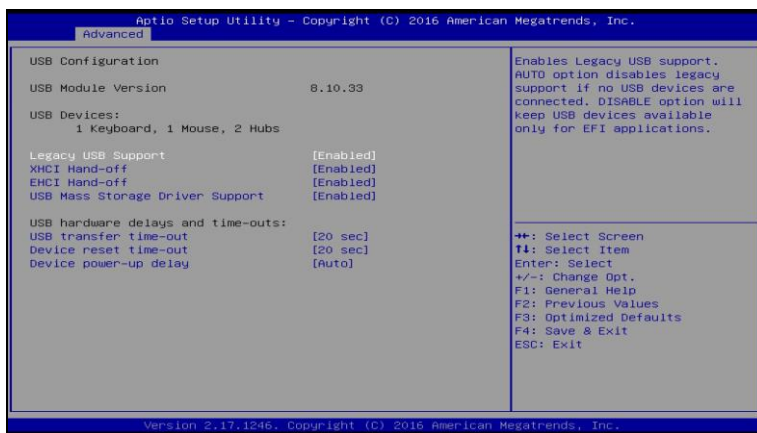 Aptio Setup Utility – Copyright (C) 2016 American Megatrends, Inc.
Advanced
USB Configuration
USB Module Version 8.10.33
USB Devices:
1 Keyboard, 1 Mouse, 2 Hubs
Legacy USB Support [Enabled]
XHCI Hand-off [Enabled]
EHCI Hand-off [Enabled]
USB Mass Storage Driver Support [Enabled]
USB hardware delays and time-outs:
USB transfer time-out [20 sec]
Device reset time-out [20 sec]
Device power-up delay [Auto]
Enables Legacy USB support.
AUTO option disables legacy
support if no USB devices are
connected. DISABLE option will
keep USB devices available
only for EFI applications.
→←: Select Screen
↑↓: Select Item
Enter: Select
+/-: Change Opt.
F1: General Help
F2: Previous Values
F3: Optimized Defaults
F4: Save & Exit
ESC: Exit
Version 2.17.1246. Copyright (C) 2016 American Megatrends, Inc.